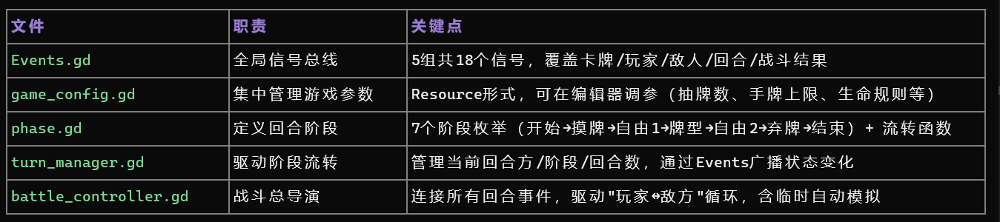 文件 职责 关键点
Events.gd 全局信号总线 5组共18个信号，覆盖卡牌/玩家/敌人/回合/战斗结果
game_config.gd 集中管理游戏参数 Resource形式，可在编辑器调参（抽牌数、手牌上限、生命规则等）
phase.gd 定义回合阶段 7个阶段枚举（开始→摸牌→自由1→牌型→自由2→弃牌→结束）+ 流转函数
turn_manager.gd 驱动阶段流转 管理当前回合方/阶段/回合数，通过Events广播状态变化
battle_controller.gd 战斗总导演 连接所有回合事件，驱动"玩家↔敌方"循环，含临时自动模拟